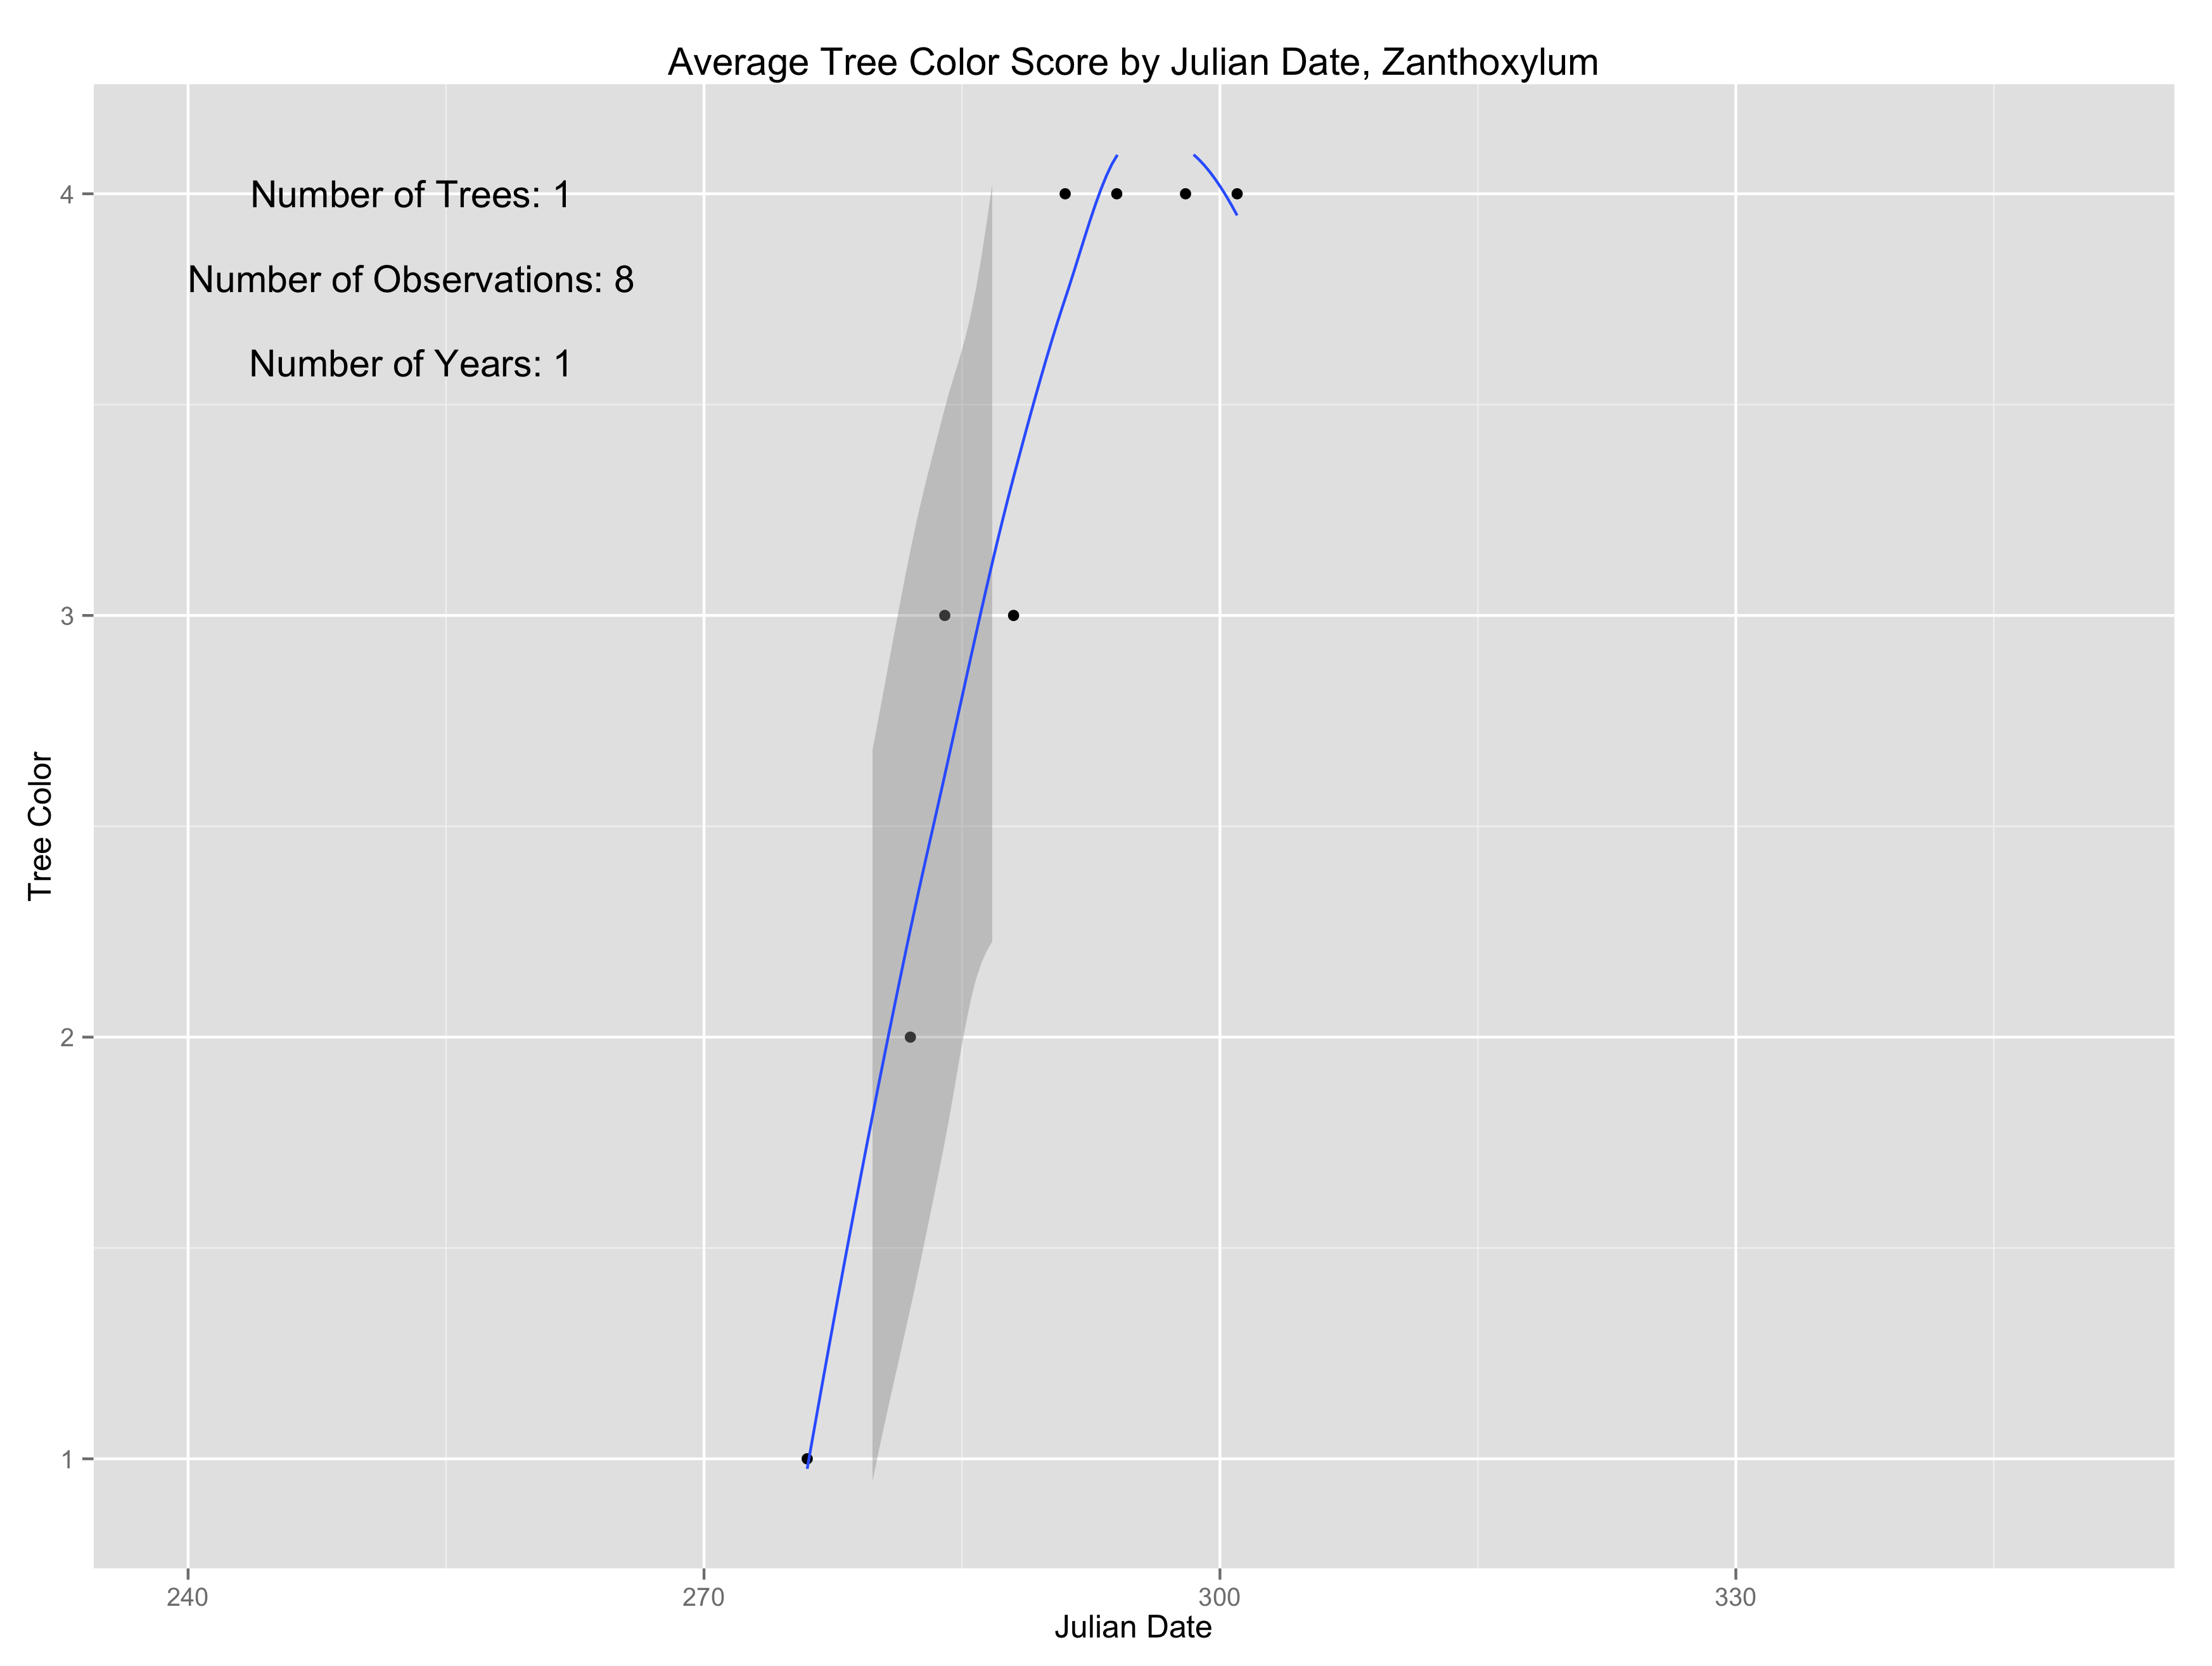 Average Tree Color Score by Julian Date, Zanthoxylum
Number of Trees: 1
Number of Observations: 8
Number of Years: 1
4
3
2
1
Tree Color
240 270 300 330
Julian Date